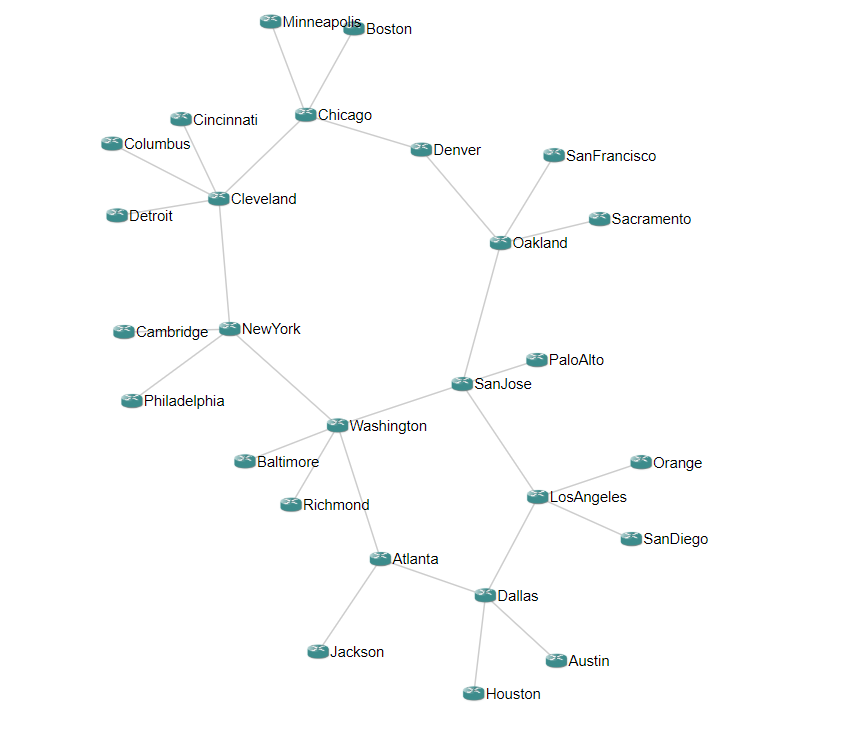 Minneapolis
Boston
Chicago
Cincinnati
Columbus
Denver
SanFrancisco
Cleveland
Detroit
Sacramento
Oakland
NewYork
Cambridge
PaloAlto
SanJose
Philadelphia
Washington
Baltimore
Orange
LosAngeles
Richmond
SanDiego
Atlanta
Dallas
Jackson
Austin
Houston